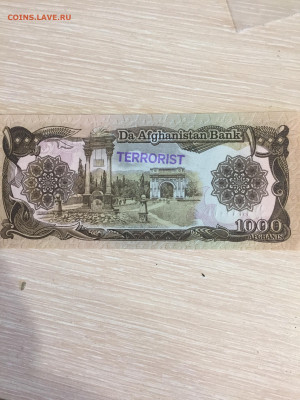 COINS.LAVE.RU
Da Afghanistan Bank
TERRORIST
1000
AFGHANIS